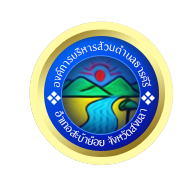 องค์การบริหารส่วนตำบลธารคีรี
อำเภอสะบ้าย้อย จังหวัดสงขลา